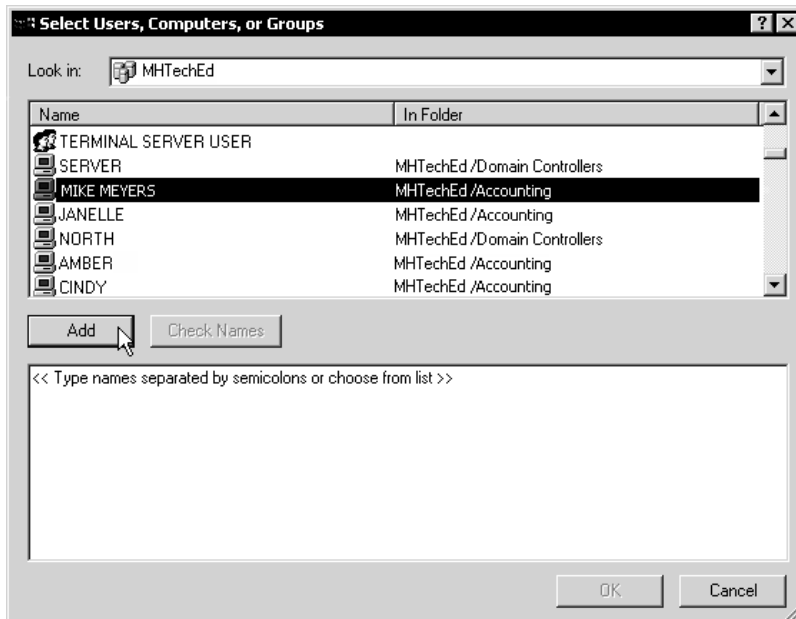 Select Users, Computers, or Groups
Look in: MHTechEd
Name In Folder
TERMINAL SERVER USER
SERVER MHTechEd /Domain Controllers
MIKE MEYERS MHTechEd /Accounting
JANELLE MHTechEd /Accounting
NORTH MHTechEd /Domain Controllers
AMBER MHTechEd /Accounting
CINDY MHTechEd /Accounting
Add Check Names
<< Type names separated by semicolons or choose from list >>
OK Cancel